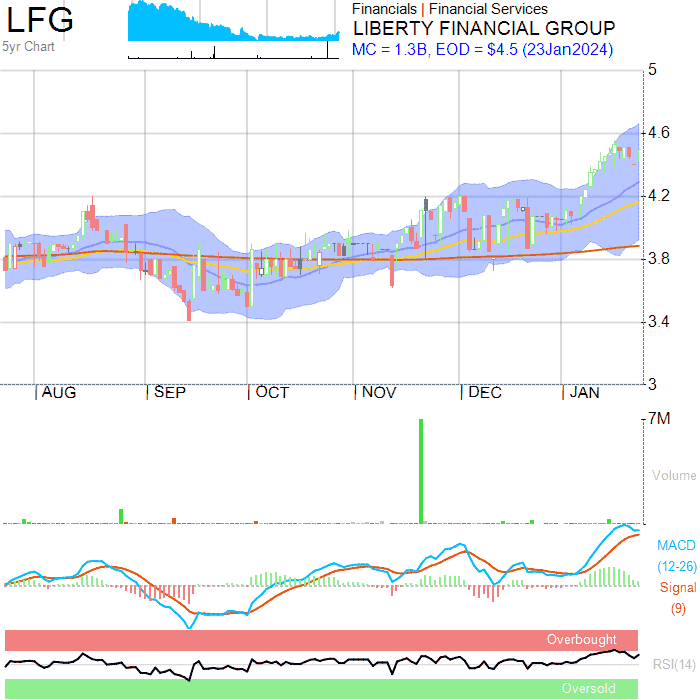 LFG
5yr Chart
Financials | Financial Services
LIBERTY FINANCIAL GROUP
MC = 1.3B, EOD = $4.5 (23Jan2024)
5
4.6
4.2
3.8
3.4
3
AUG SEP OCT NOV DEC JAN
7M
Volume
MACD
(12-26)
Signal
(9)
Overbought
RSI(14)
Oversold